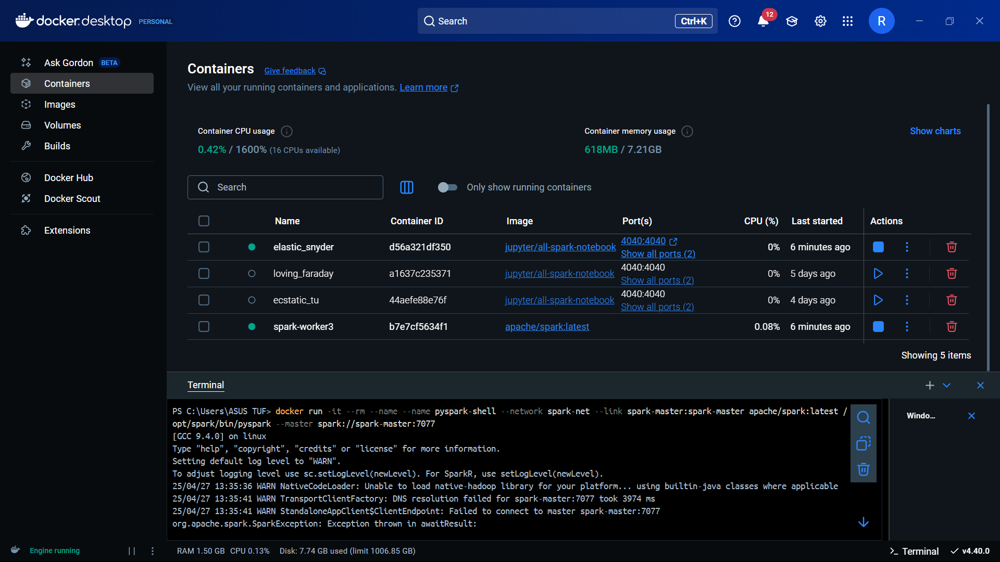 docker.desktop PERSONAL
Search Ctrl+K
12
R
Ask Gordon BETA
Containers
Images
Volumes
Builds
Docker Hub
Docker Scout
Extensions
Containers Give feedback
View all your running containers and applications. Learn more
Container CPU usage
0.42% / 1600% (16 CPUs available)
Container memory usage
618MB / 7.21GB
Show charts
Search
Only show running containers
Name Container ID Image Port(s) CPU (%) Last started Actions
elastic_snyder d56a321df350 jupyter/all-spark-notebook 4040:4040 0% 6 minutes ago
Show all ports (2)
loving_faraday a1637c235371 jupyter/all-spark-notebook 4040:4040 0% 5 days ago
Show all ports (2)
ecstatic_tu 44aefe88e76f jupyter/all-spark-notebook 4040:4040 0% 4 days ago
Show all ports (2)
spark-worker3 b7e7cf5634f1 apache/spark:latest 0.08% 6 minutes ago
Showing 5 items
Terminal
PS C:\Users\ASUS TUF> docker run -it --rm --name --name pyspark-shell --network spark-net --link spark-master:spark-master apache/spark:latest /
opt/spark/bin/pyspark --master spark://spark-master:7077
[GCC 9.4.0] on linux
Type "help", "copyright", "credits" or "license" for more information.
Setting default log level to "WARN".
To adjust logging level use sc.setLogLevel(newLevel). For SparkR, use setLogLevel(newLevel).
25/04/27 13:35:36 WARN NativeCodeLoader: Unable to load native-hadoop library for your platform... using builtin-java classes where applicable
25/04/27 13:35:41 WARN TransportClientFactory: DNS resolution failed for spark-master:7077 took 3974 ms
25/04/27 13:35:41 WARN StandaloneAppClient$ClientEndpoint: Failed to connect to master spark-master:7077
org.apache.spark.SparkException: Exception thrown in awaitResult:
Windo...
Engine running
RAM 1.50 GB CPU 0.13% Disk: 7.74 GB used (limit 1006.85 GB)
Terminal
v4.40.0